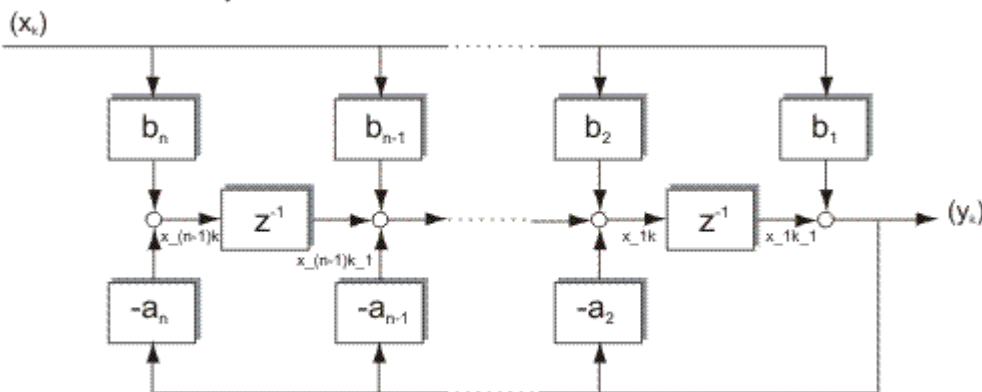 (xₖ)
bₙ bₙ₋₁ b₂ b₁
z⁻¹ z⁻¹ (yₖ)
x_(n-1)k x_(n-1)k_1 x_1k x_1k_1
-aₙ -aₙ₋₁ -a₂